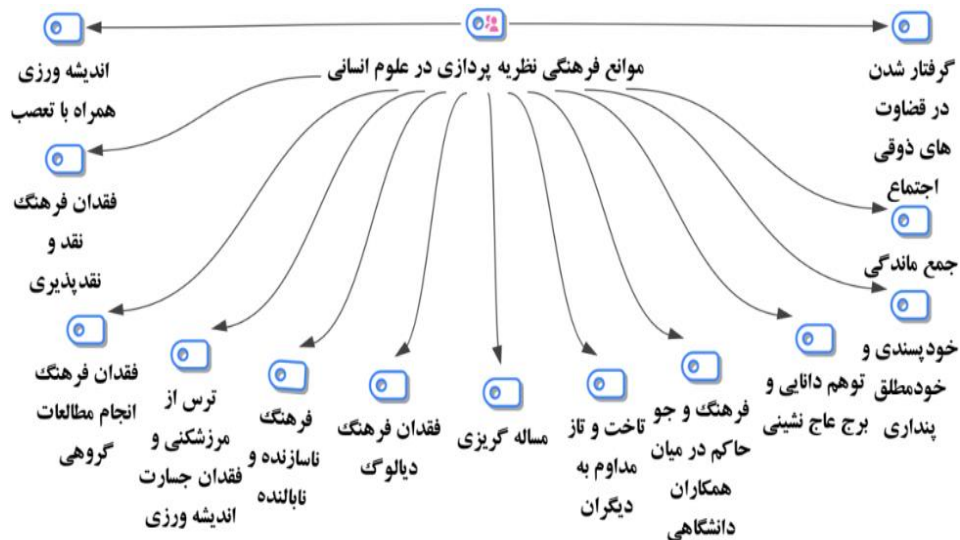 موانع فرهنگی نظریه پردازی در علوم انسانی
گرفتار شدن
در قضاوت
های ذوقی
اجتماع
جمع ماندگی
خودپسندی و
خودمطلق
پنداری
توهم دانایی و
برج عاج نشینی
فرهنگ و جو
حاکم در میان
همکاران
دانشگاهی
تاخت و تاز
مداوم به
دیگران
مساله گریزی
فقدان فرهنگ
دیالوگ
فرهنگ
ناسازنده و
نابالنده
ترس از
مرزشکنی و
فقدان جسارت
اندیشه ورزی
فقدان فرهنگ
انجام مطالعات
گروهی
فقدان فرهنگ
نقد و
نقدپذیری
اندیشه ورزی
همراه با تعصب